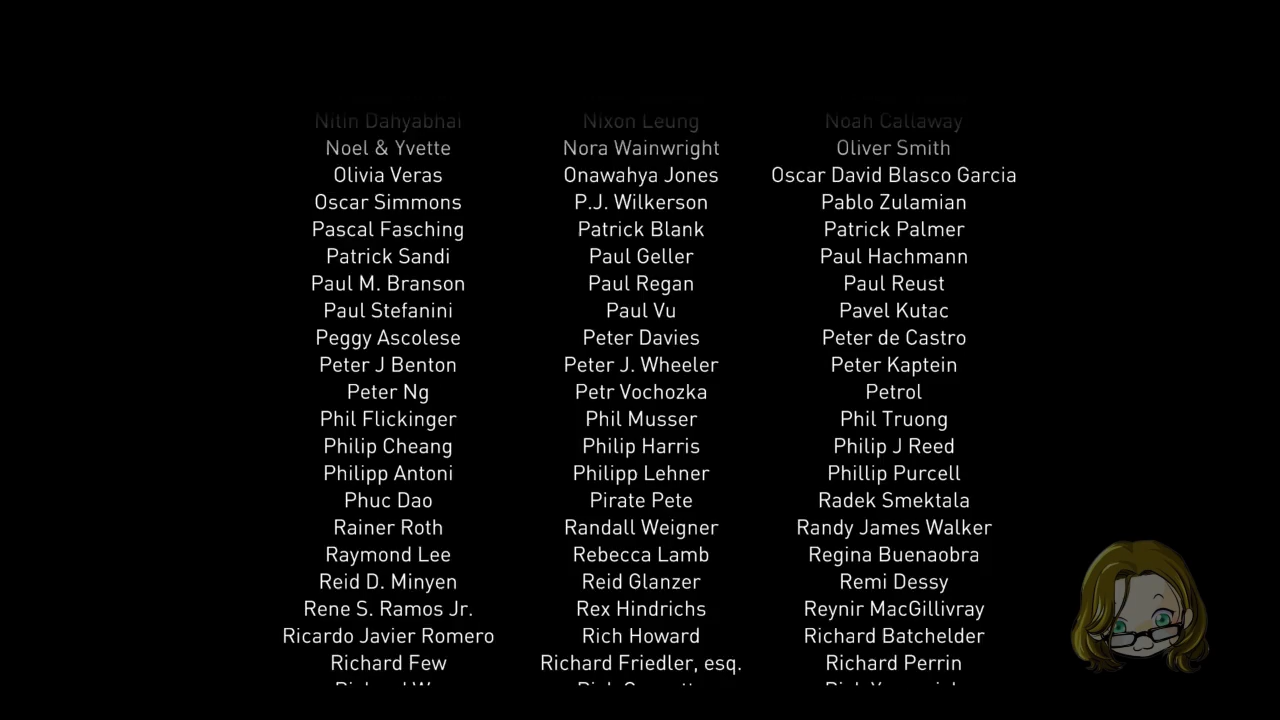 Nitin Dahyabhai Nixon Leung Noah Callaway
Noel & Yvette Nora Wainwright Oliver Smith
Olivia Veras Onawahya Jones Oscar David Blasco Garcia
Oscar Simmons P.J. Wilkerson Pablo Zulamian
Pascal Fasching Patrick Blank Patrick Palmer
Patrick Sandi Paul Geller Paul Hachmann
Paul M. Branson Paul Regan Paul Reust
Paul Stefanini Paul Vu Pavel Kutac
Peggy Ascolese Peter Davies Peter de Castro
Peter J Benton Peter J. Wheeler Peter Kaptein
Peter Ng Petr Vochozka Petrol
Phil Flickinger Phil Musser Phil Truong
Philip Cheang Philip Harris Philip J Reed
Philipp Antoni Philipp Lehner Phillip Purcell
Phuc Dao Pirate Pete Radek Smektala
Rainer Roth Randall Weigner Randy James Walker
Raymond Lee Rebecca Lamb Regina Buenaobra
Reid D. Minyen Reid Glanzer Remi Dessy
Rene S. Ramos Jr. Rex Hindrichs Reynir MacGillivray
Ricardo Javier Romero Rich Howard Richard Batchelder
Richard Few Richard Friedler, esq. Richard Perrin